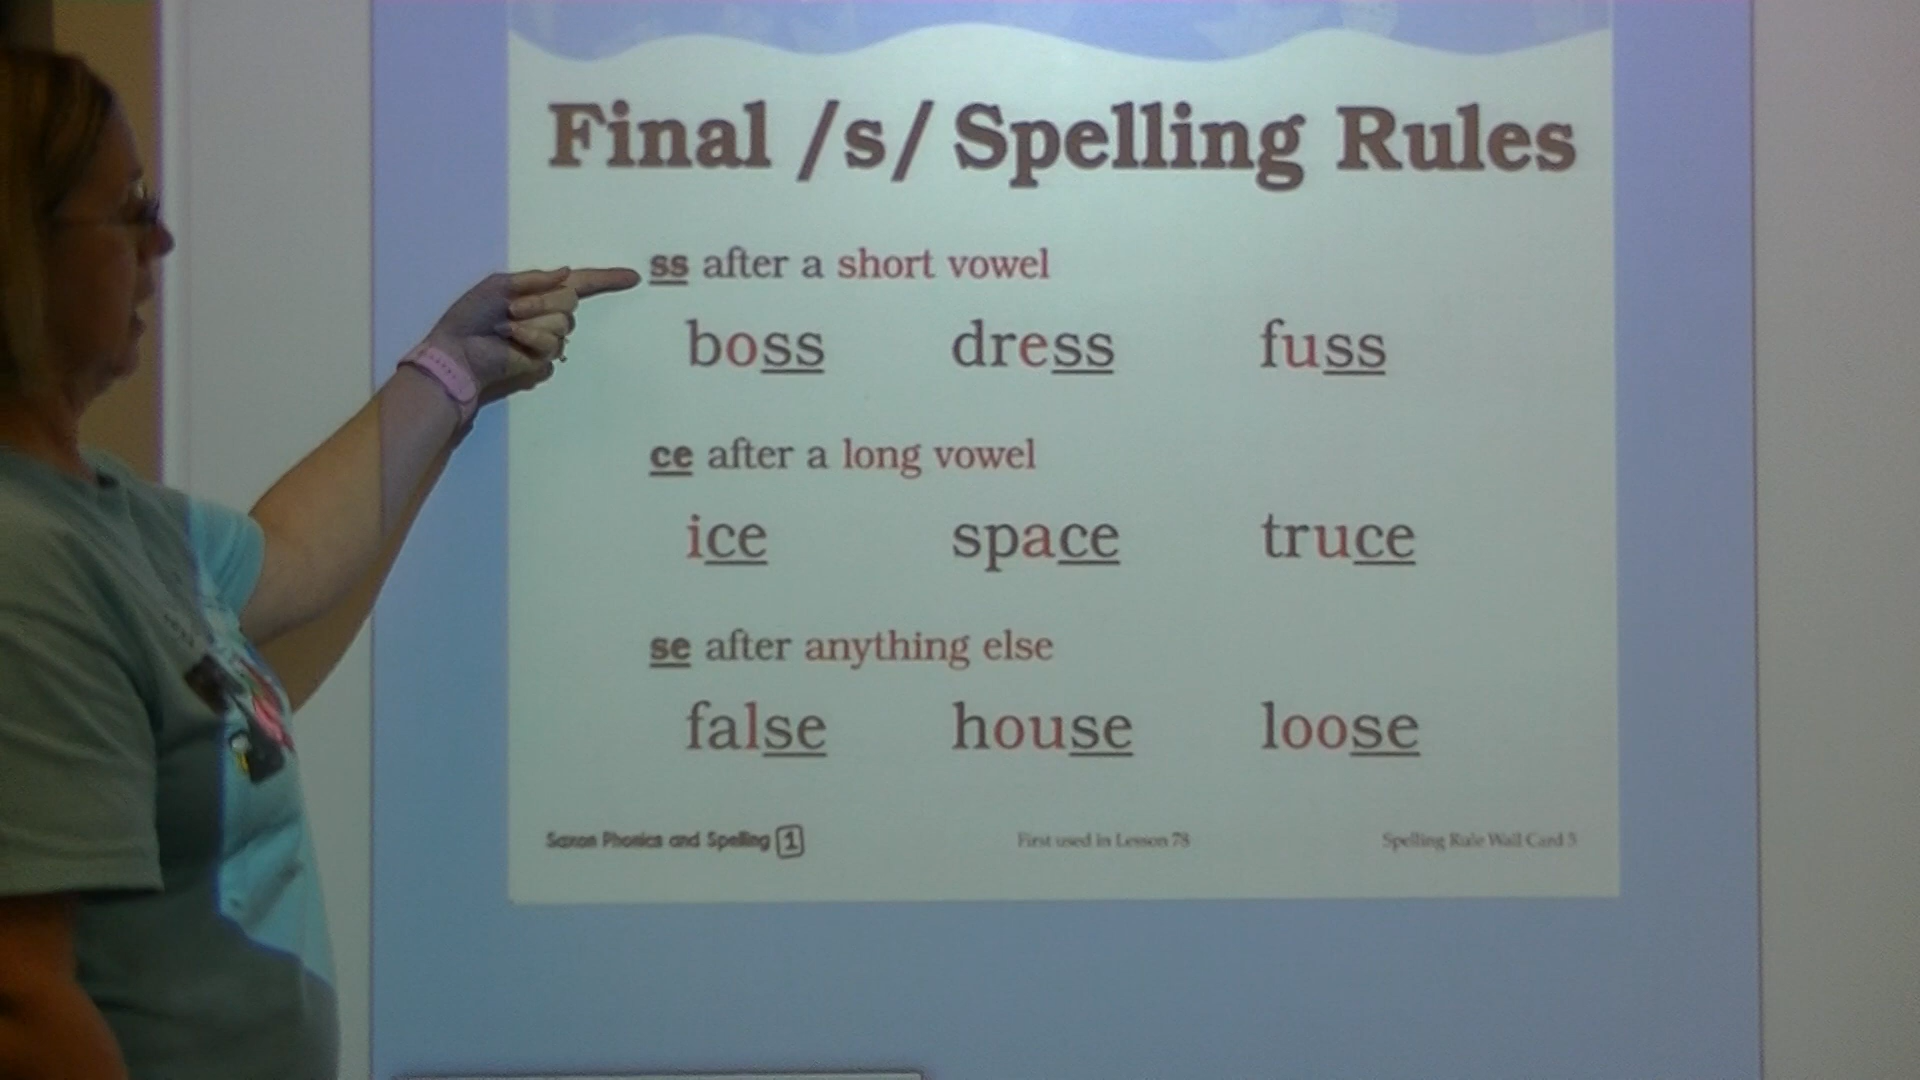 Final /s/ Spelling Rules
ss after a short vowel
boss dress fuss
ce after a long vowel
ice space truce
se after anything else
false house loose
Saxon Phonics and Spelling 1 First used in Lesson 78 Spelling Rule Wall Card 5